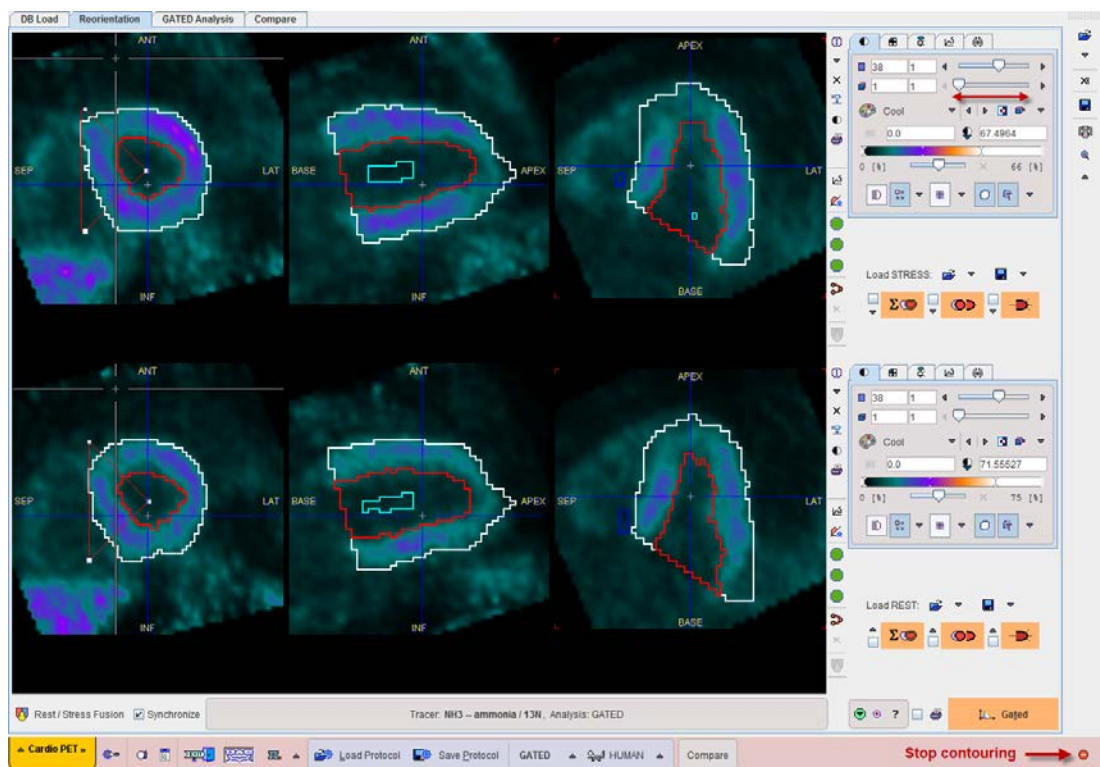 DB Load Reorientation GATED Analysis Compare
ANT ANT APEX
SEP LAT BASE APEX SEP LAT
INF INF BASE
38 1
1 1
Cool
0.0 67.4964
0 [%] 66 [%]
Load STRESS:
Σ
ANT ANT APEX
SEP LAT BASE APEX SEP LAT
INF INF BASE
38 1
1 1
Cool
0.0 71.55527
0 [%] 75 [%]
Load REST:
Σ
Rest / Stress Fusion Synchronize Tracer: NH3 – ammonia / 13N, Analysis: GATED ? Gated
Cardio PET Load Protocol Save Protocol GATED HUMAN Compare Stop contouring